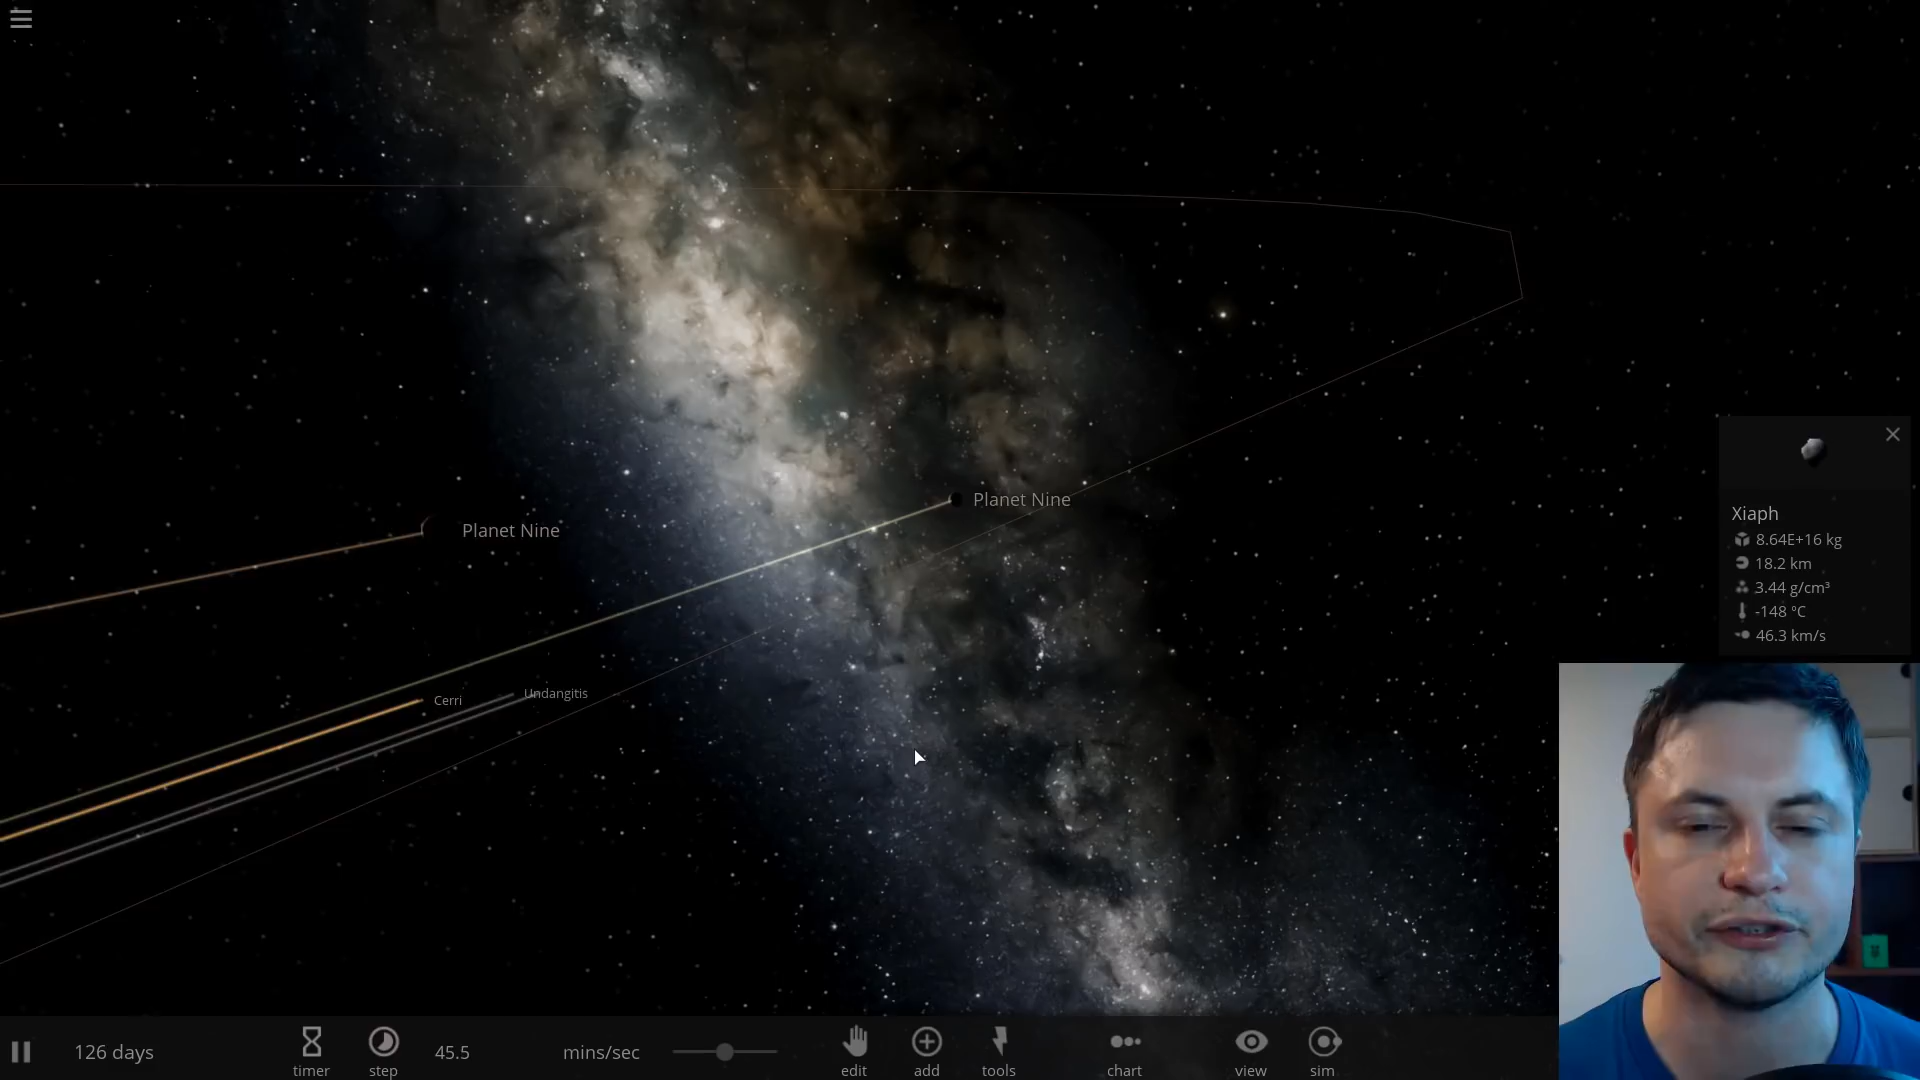 Planet Nine
Planet Nine
Cerri
Undangitis
Xiaph
8.64E+16 kg
18.2 km
3.44 g/cm³
-148 °C
46.3 km/s
126 days
timer
step
45.5
mins/sec
edit
add
tools
chart
view
sim